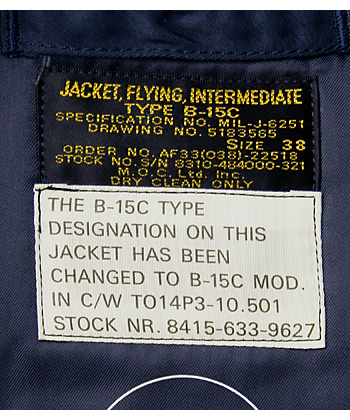 JACKET, FLYING, INTERMEDIATE
TYPE B-15C
SPECIFICATION NO. MIL-J-6251
DRAWING NO. 5183565
SIZE 38
ORDER NO. AF33(038)-22518
STOCK NO. S/N 8310-484000-321
M.O.C. Ltd. Inc.
DRY CLEAN ONLY
THE B-15C TYPE
DESIGNATION ON THIS
JACKET HAS BEEN
CHANGED TO B-15C MOD.
IN C/W TO14P3-10.501
STOCK NR. 8415-633-9627